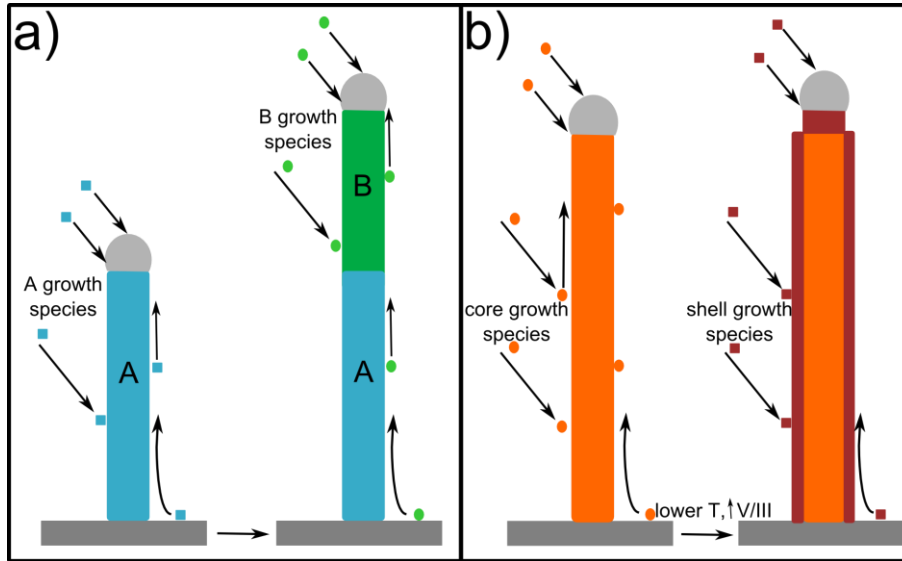 a)
B growth
species
B
A growth
species
A
A
b)
core growth
species
shell growth
species
lower T,↑V/III